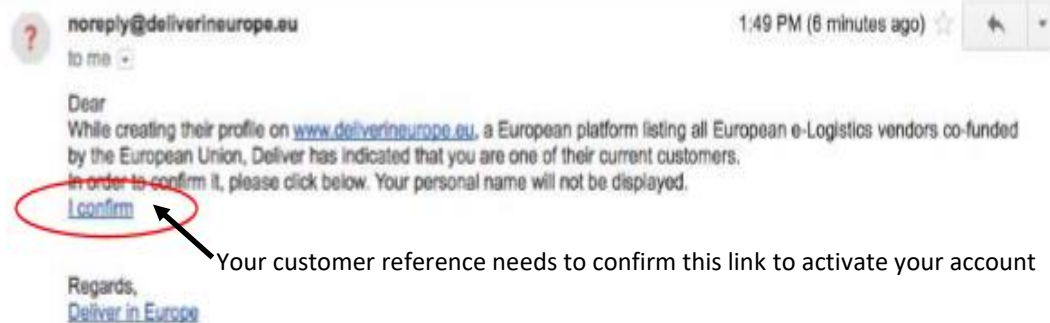 ?
noreply@deliverineurope.eu
1:49 PM (6 minutes ago)
to me
Dear
While creating their profile on www.deliverineurope.eu, a European platform listing all European e-Logistics vendors co-funded
by the European Union, Deliver has indicated that you are one of their current customers.
In order to confirm it, please click below. Your personal name will not be displayed.
I confirm
Your customer reference needs to confirm this link to activate your account
Regards,
Deliver in Europe